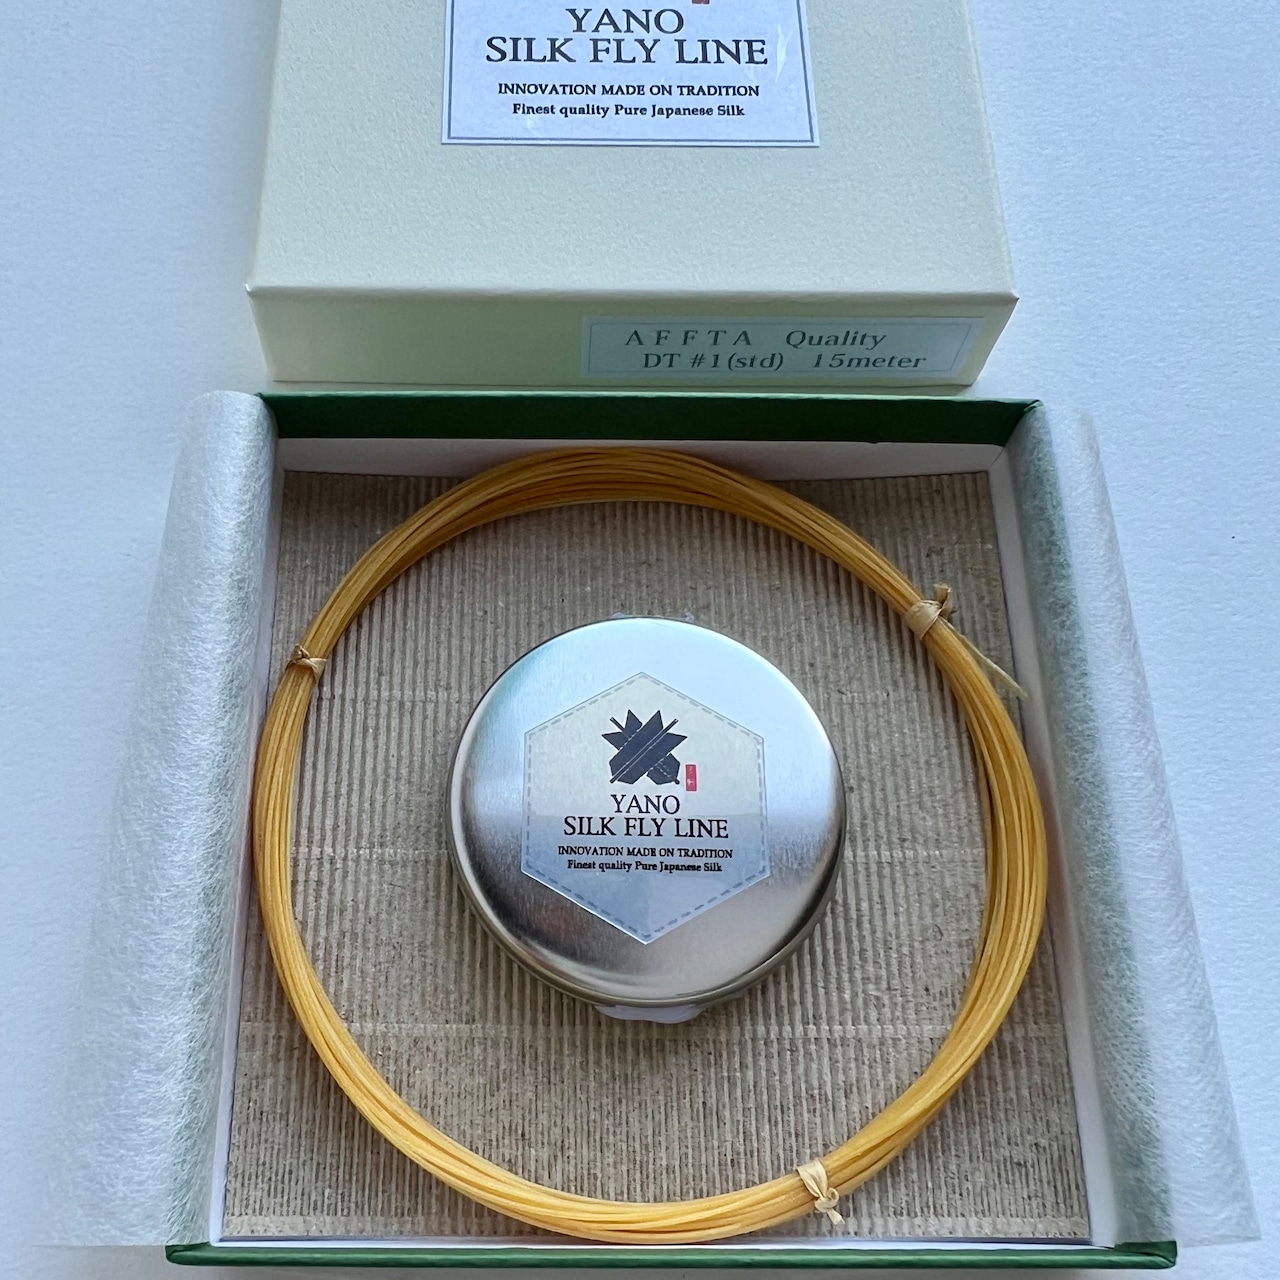 YANO
SILK FLY LINE
INNOVATION MADE ON TRADITION
Finest quality Pure Japanese Silk
AFFTA Quality
DT #1(std) 15meter
YANO
SILK FLY LINE
INNOVATION MADE ON TRADITION
Finest quality Pure Japanese Silk